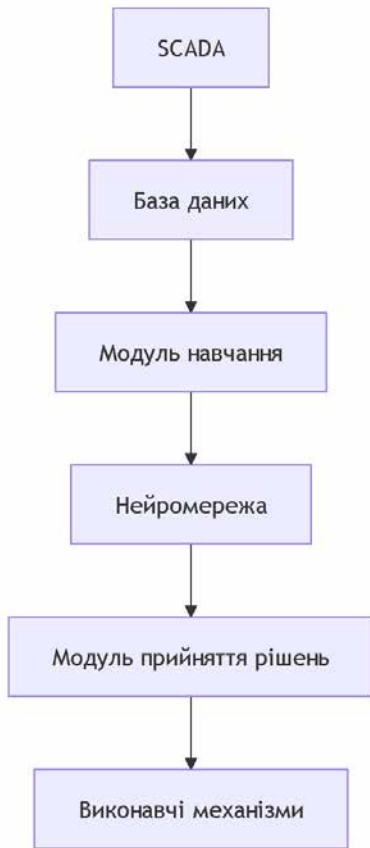 SCADA
База даних
Модуль навчання
Нейромережа
Модуль прийняття рішень
Виконавчі механізми